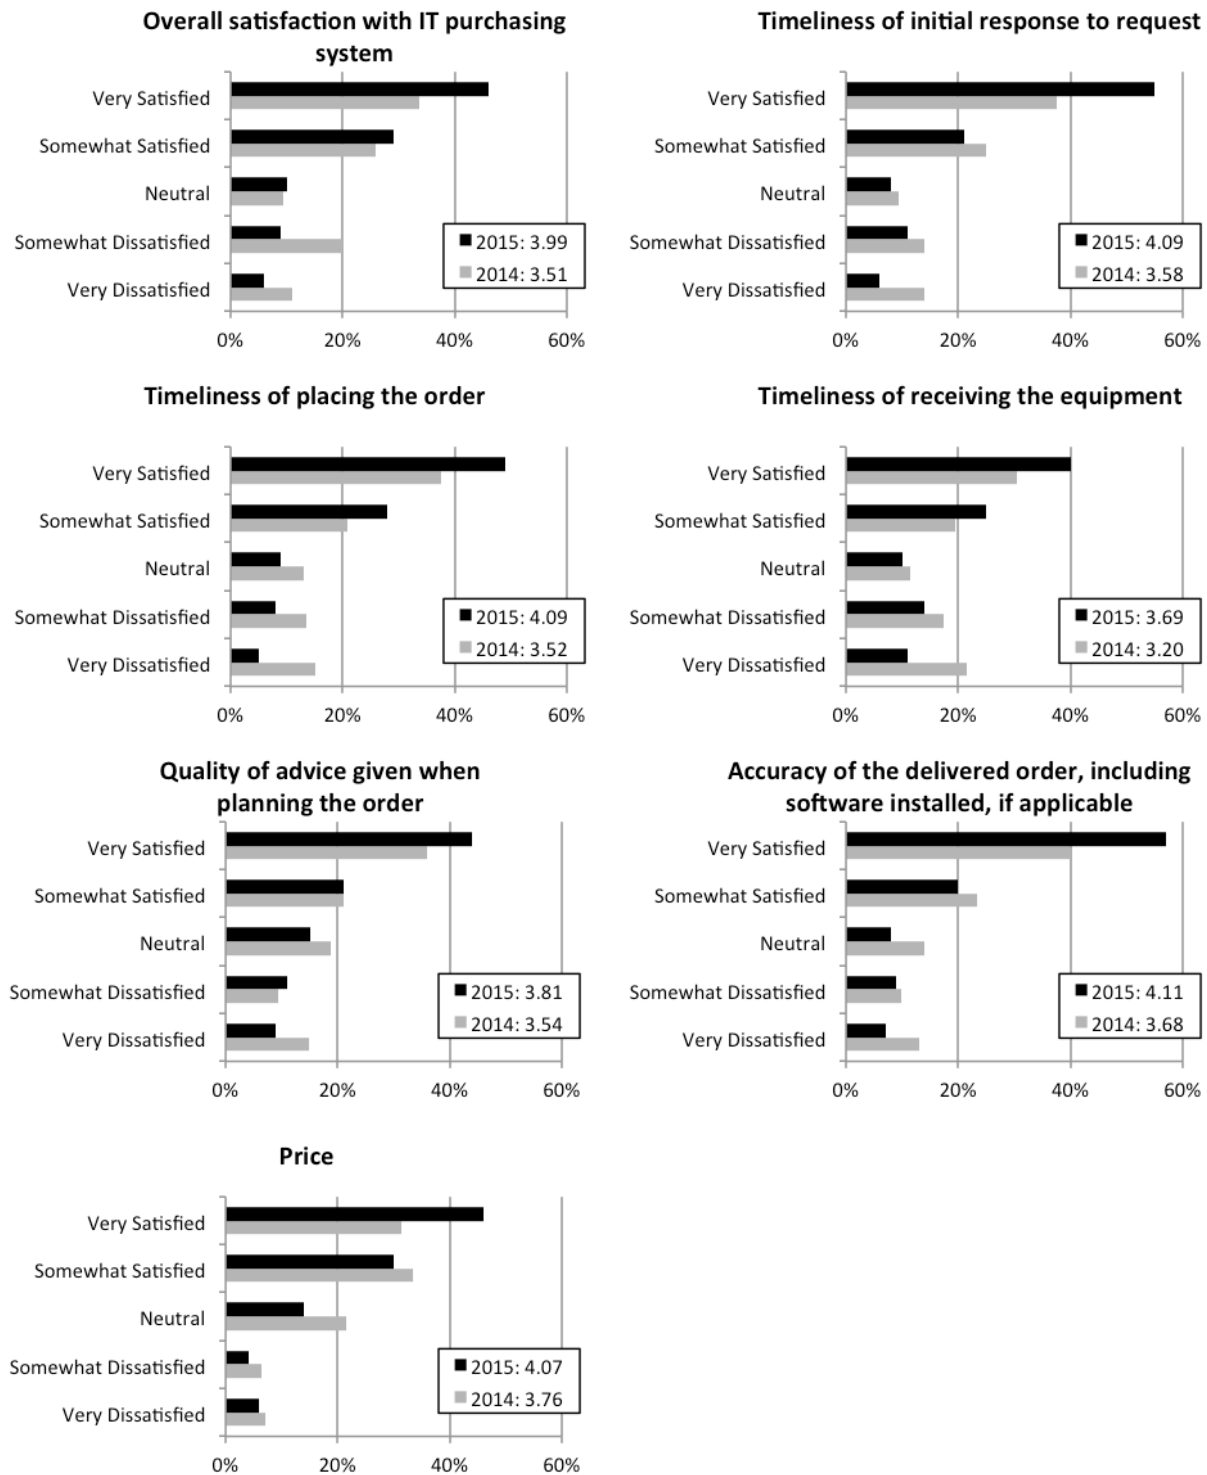 Overall satisfaction with IT purchasing
system
Very Satisfied
Somewhat Satisfied
Neutral
Somewhat Dissatisfied
Very Dissatisfied
2015: 3.99
2014: 3.51
0% 20% 40% 60%
Timeliness of initial response to request
Very Satisfied
Somewhat Satisfied
Neutral
Somewhat Dissatisfied
Very Dissatisfied
2015: 4.09
2014: 3.58
0% 20% 40% 60%
Timeliness of placing the order
Very Satisfied
Somewhat Satisfied
Neutral
Somewhat Dissatisfied
Very Dissatisfied
2015: 4.09
2014: 3.52
0% 20% 40% 60%
Timeliness of receiving the equipment
Very Satisfied
Somewhat Satisfied
Neutral
Somewhat Dissatisfied
Very Dissatisfied
2015: 3.69
2014: 3.20
0% 20% 40% 60%
Quality of advice given when
planning the order
Very Satisfied
Somewhat Satisfied
Neutral
Somewhat Dissatisfied
Very Dissatisfied
2015: 3.81
2014: 3.54
0% 20% 40% 60%
Accuracy of the delivered order, including
software installed, if applicable
Very Satisfied
Somewhat Satisfied
Neutral
Somewhat Dissatisfied
Very Dissatisfied
2015: 4.11
2014: 3.68
0% 20% 40% 60%
Price
Very Satisfied
Somewhat Satisfied
Neutral
Somewhat Dissatisfied
Very Dissatisfied
2015: 4.07
2014: 3.76
0% 20% 40% 60%